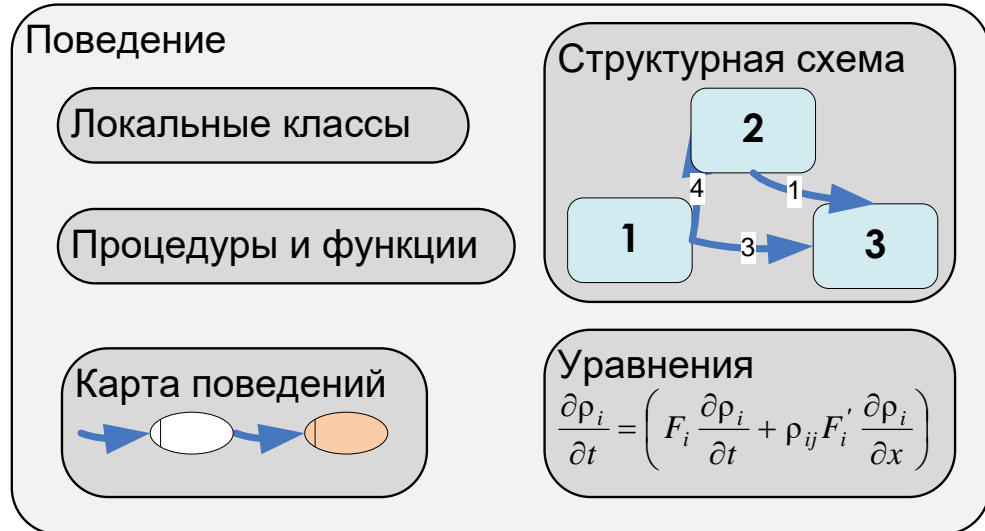 Поведение
Локальные классы
Процедуры и функции
Карта поведений
Структурная схема
2
4
1
1
3
3
Уравнения
∂ρ_i/∂t = (F_i ∂ρ_i/∂t + ρ_ij F_i' ∂ρ_i/∂x)